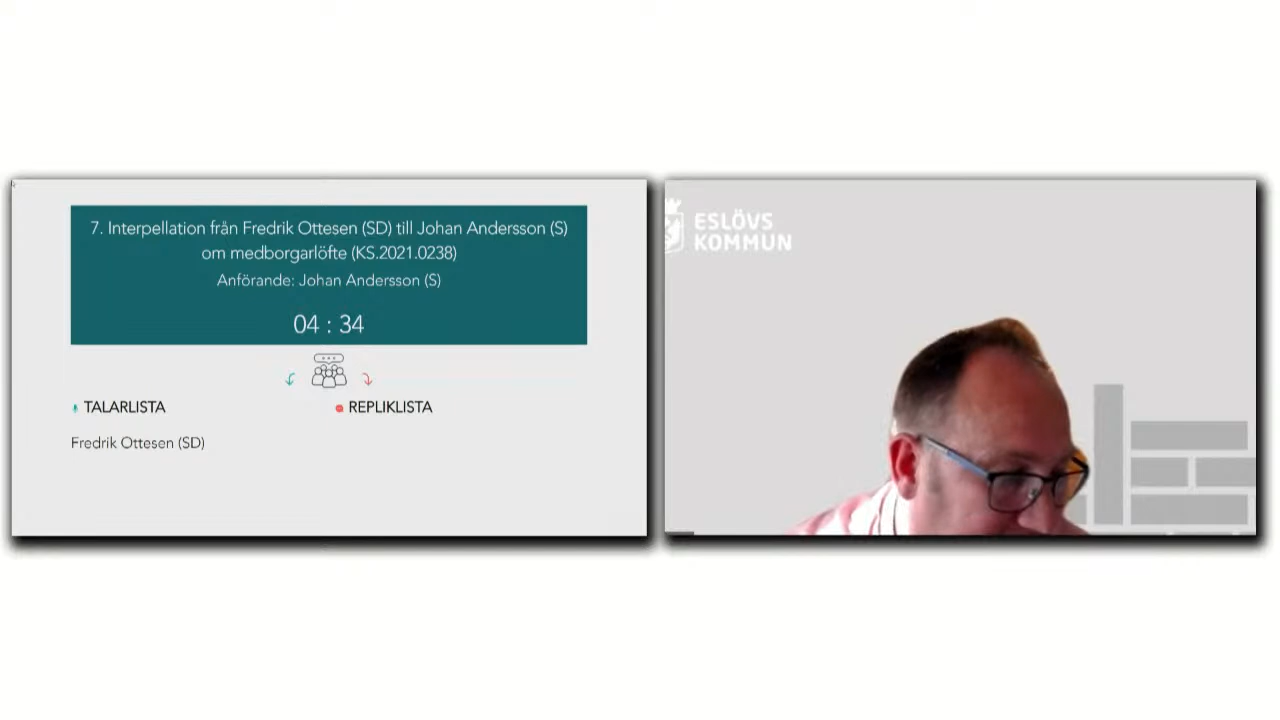 7. Interpellation från Fredrik Ottesen (SD) till Johan Andersson (S)
om medborgarlöfte (KS.2021.0238)
Anförande: Johan Andersson (S)
04 : 34
TALARLISTA
REPLIKLISTA
Fredrik Ottesen (SD)
ESLÖVS
KOMMUN